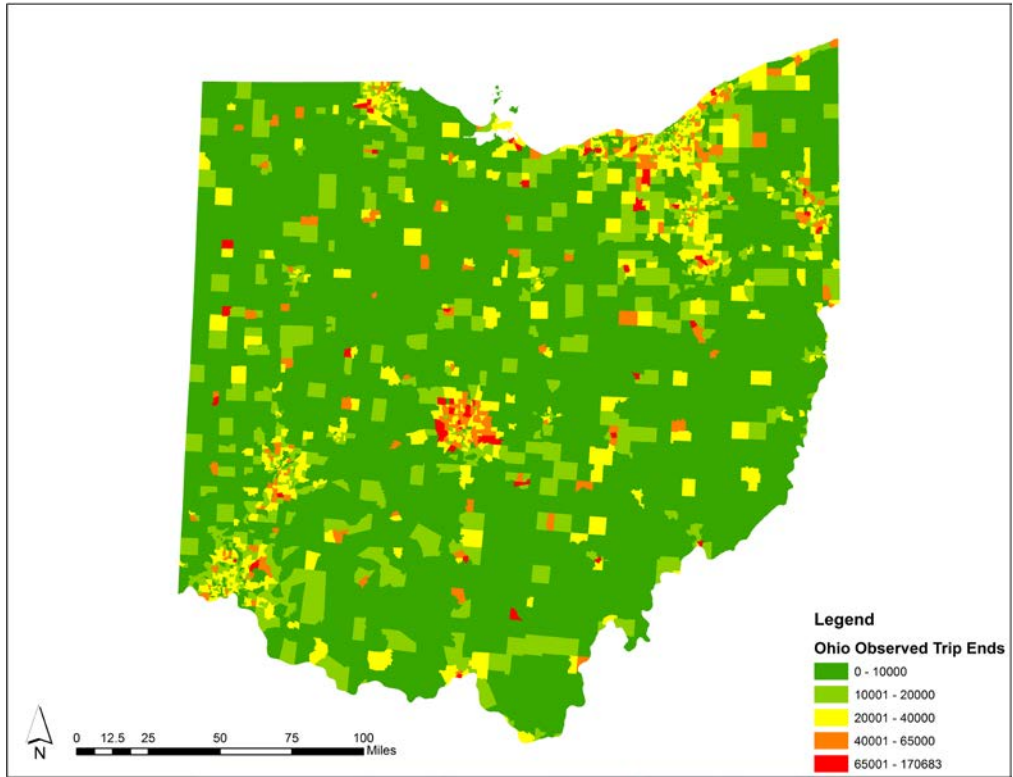 Legend
Ohio Observed Trip Ends
0 - 10000
10001 - 20000
20001 - 40000
40001 - 65000
65001 - 170683
N
0 12.5 25 50 75 100
Miles